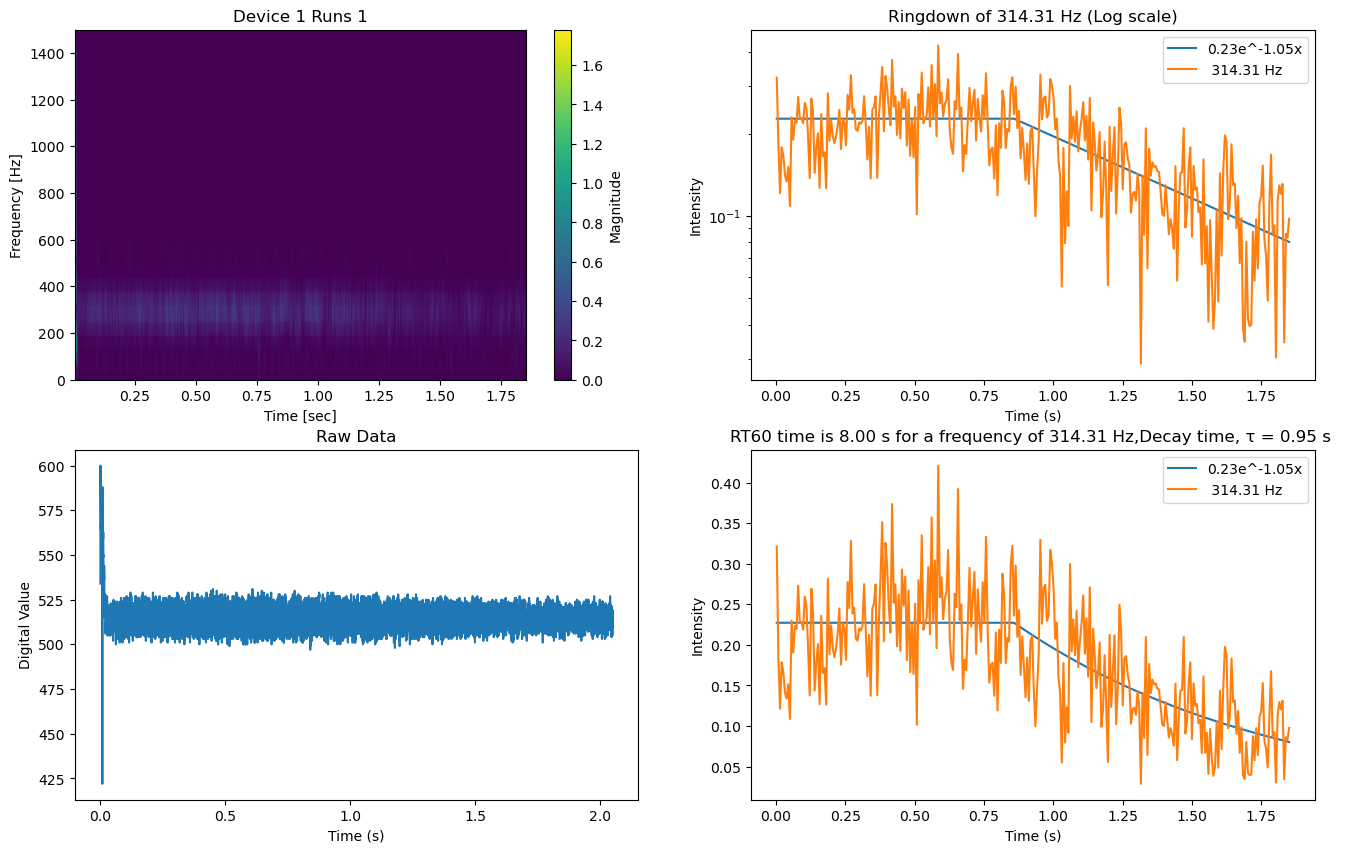 Device 1 Runs 1
1400
1200
1000
800
600
400
200
0
Frequency [Hz]
0.25 0.50 0.75 1.00 1.25 1.50 1.75
Time [sec]
1.6
1.4
1.2
1.0
0.8
0.6
0.4
0.2
0.0
Magnitude
Ringdown of 314.31 Hz (Log scale)
0.23e^-1.05x
314.31 Hz
10⁻¹
Intensity
0.00 0.25 0.50 0.75 1.00 1.25 1.50 1.75
Time (s)
Raw Data
600
575
550
525
500
475
450
425
Digital Value
0.0 0.5 1.0 1.5 2.0
Time (s)
RT60 time is 8.00 s for a frequency of 314.31 Hz,Decay time, τ = 0.95 s
0.23e^-1.05x
314.31 Hz
0.40
0.35
0.30
0.25
0.20
0.15
0.10
0.05
Intensity
0.00 0.25 0.50 0.75 1.00 1.25 1.50 1.75
Time (s)